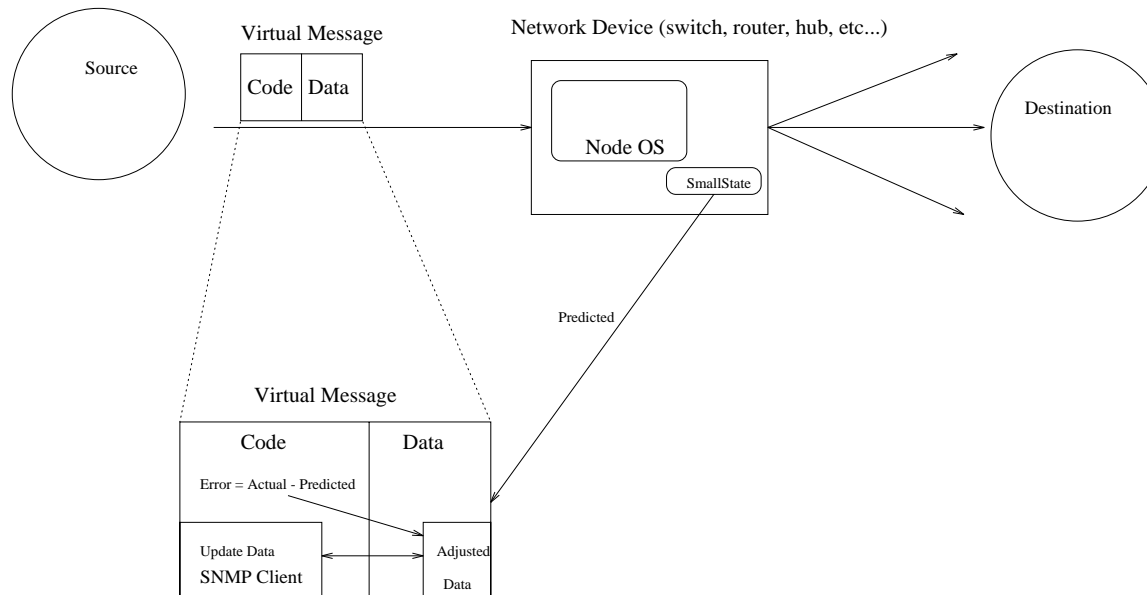 Network Device (switch, router, hub, etc...)
Virtual Message
Source
Code
Data
Destination
Node OS
SmallState
Predicted
Virtual Message
Code
Data
Error = Actual - Predicted
Update Data
SNMP Client
Adjusted
Data